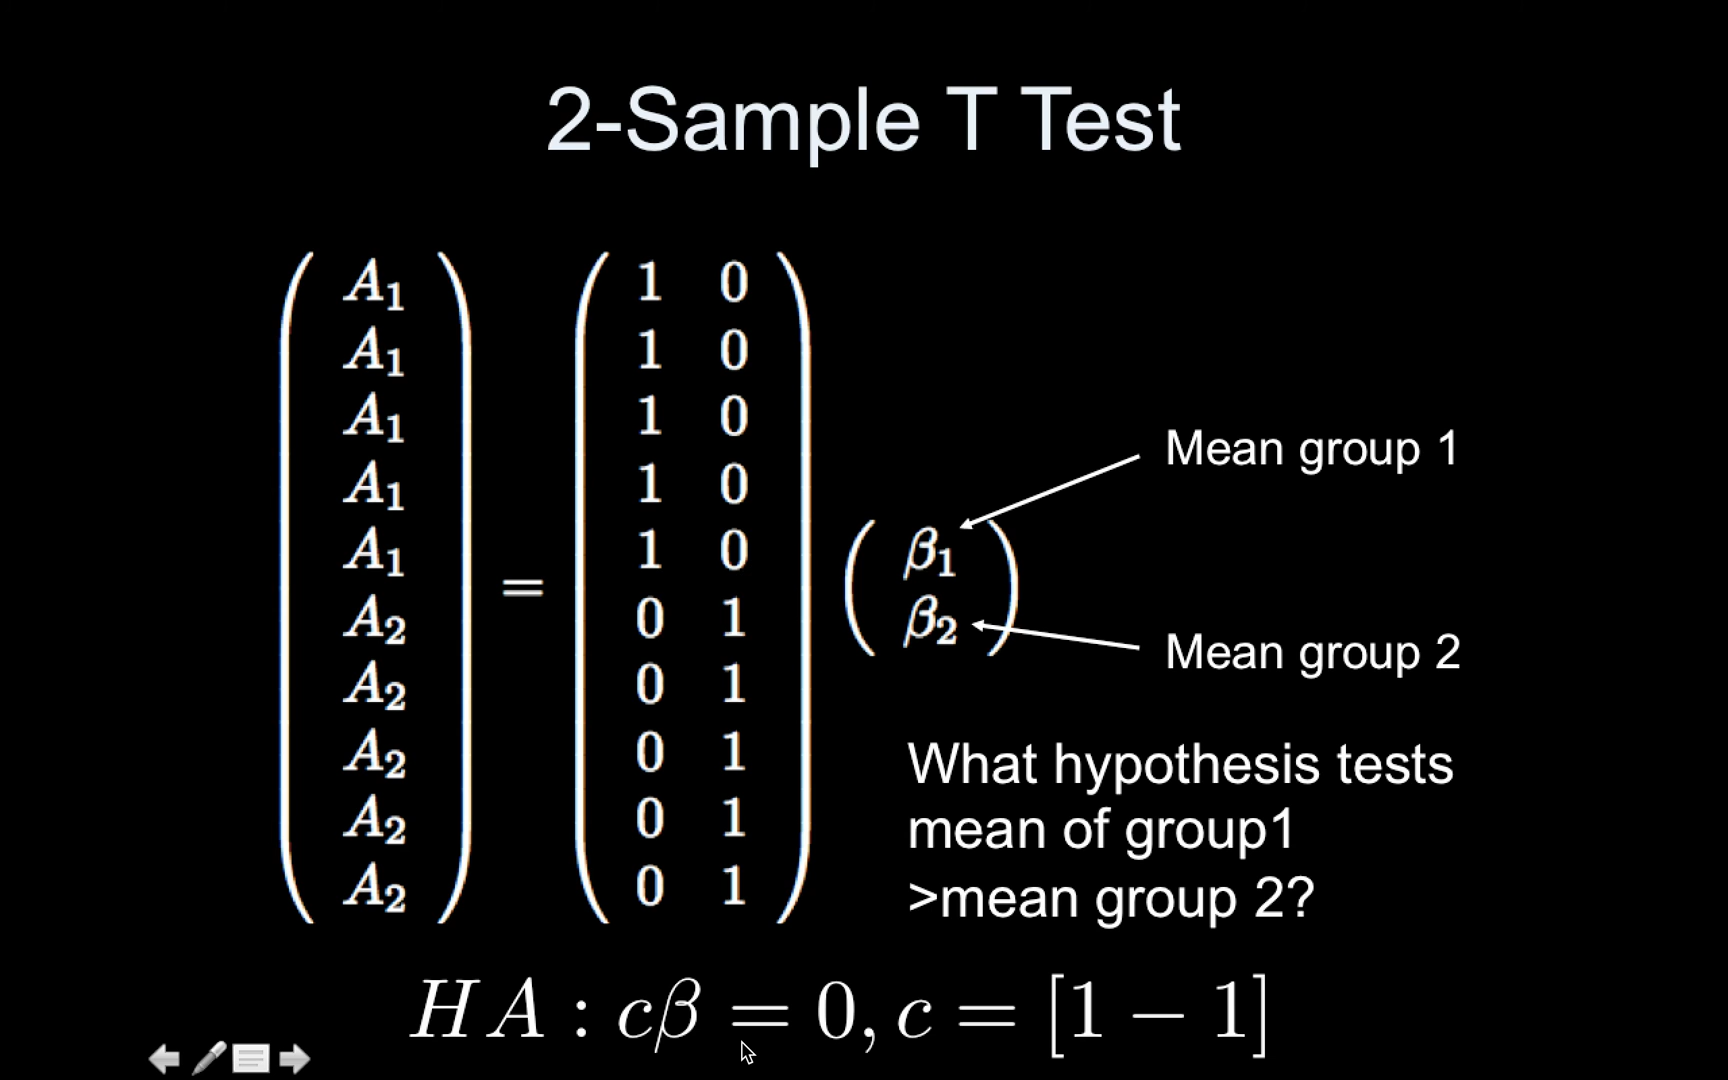 2-Sample T Test
A₁ 1 0
A₁ 1 0
A₁ 1 0
A₁ 1 0
A₁ 1 0
A₂ 0 1
A₂ 0 1
A₂ 0 1
A₂ 0 1
A₂ 0 1
=
β₁
β₂
Mean group 1
Mean group 2
What hypothesis tests
mean of group1
>mean group 2?
HA : cβ = 0, c = [1 − 1]